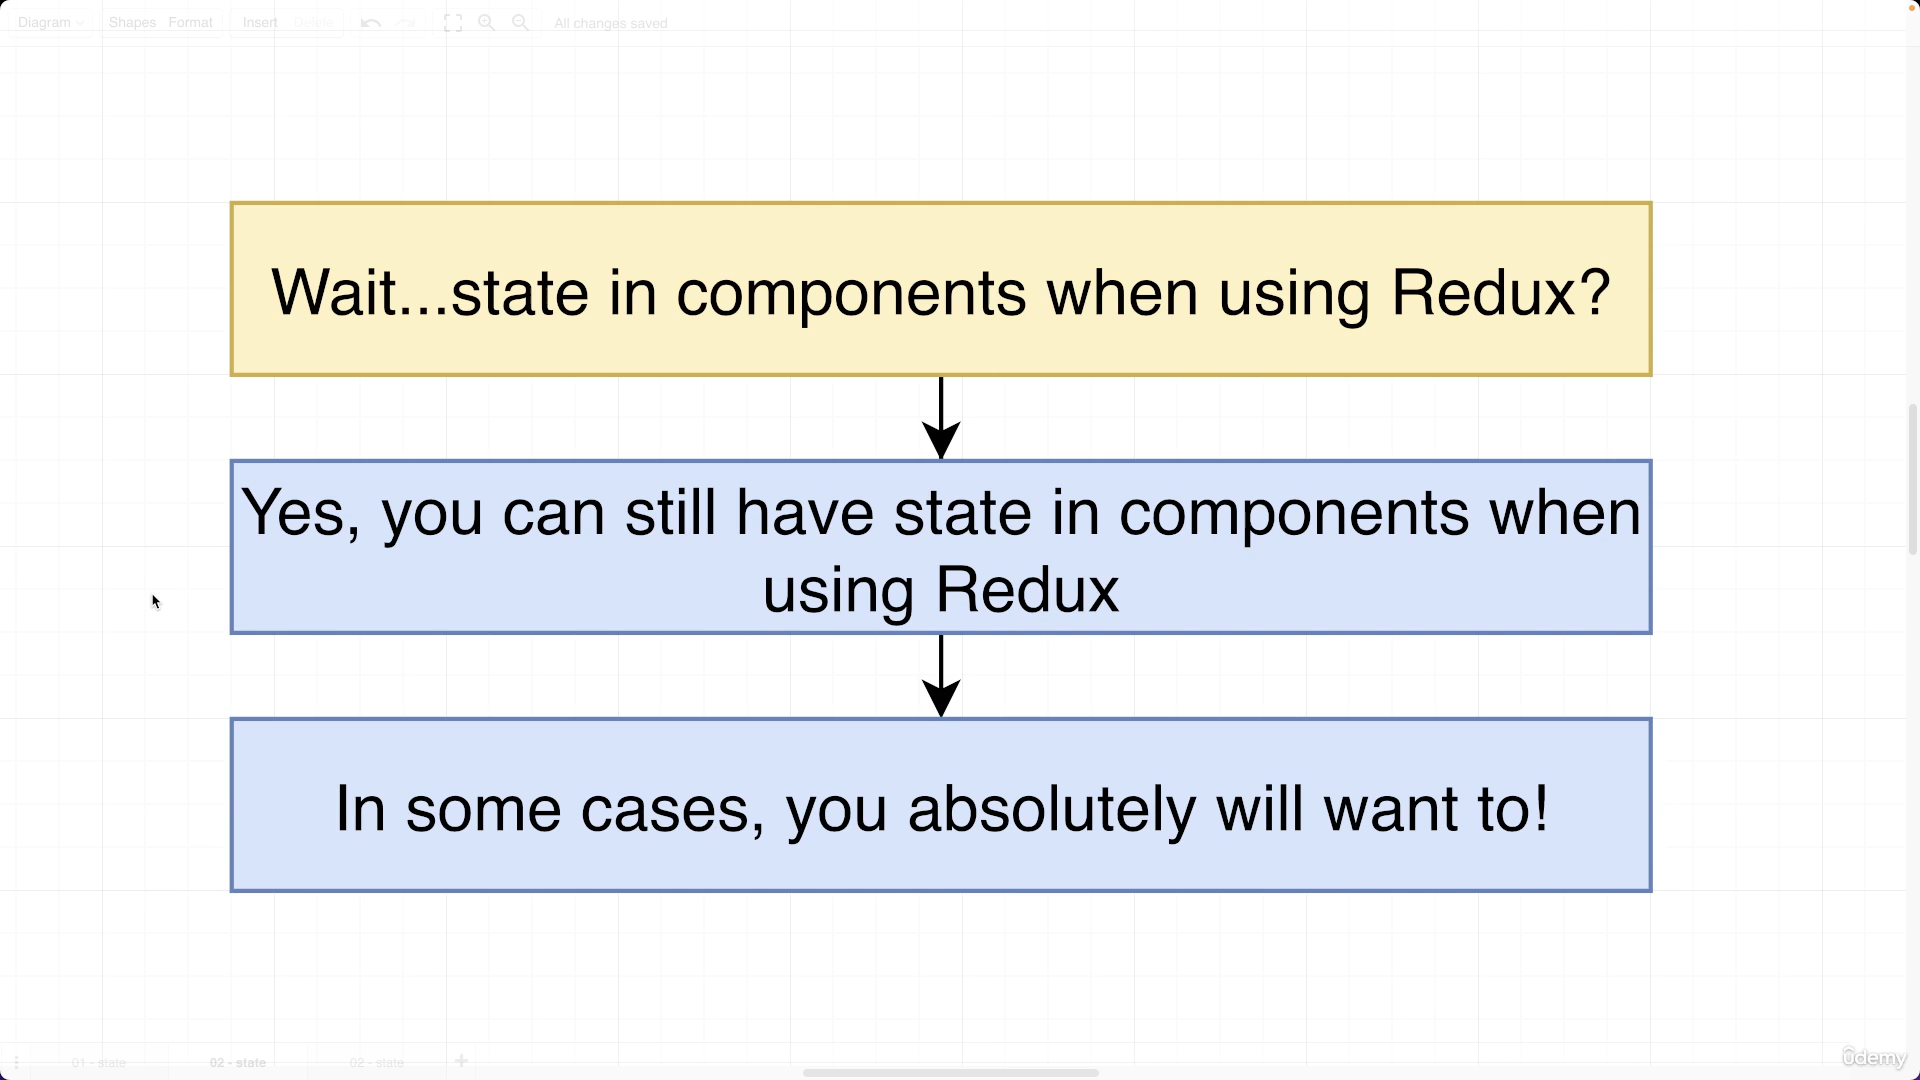 Diagram Shapes Format Insert Delete All changes saved
Wait...state in components when using Redux?
Yes, you can still have state in components when
using Redux
In some cases, you absolutely will want to!
01 - state 02 - state 02 - state
ûdemy